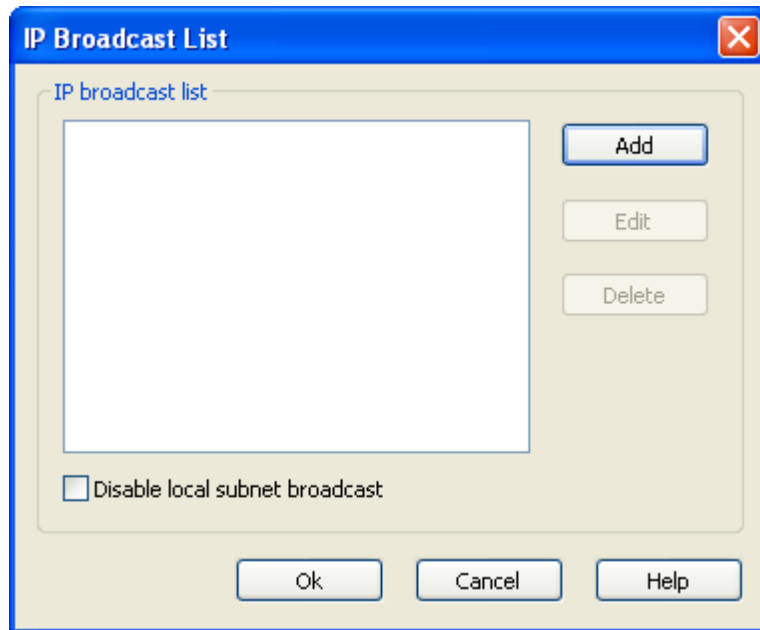 IP Broadcast List
IP broadcast list
Add
Edit
Delete
Disable local subnet broadcast
Ok Cancel Help